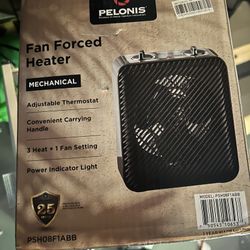 PELONIS
Fan Forced
Heater
MECHANICAL
Adjustable Thermostat
Convenient Carrying
Handle
3 Heat + 1 Fan Setting
Power Indicator Light
25
PSH08F1ABB
MODEL: PSH08F1ABB